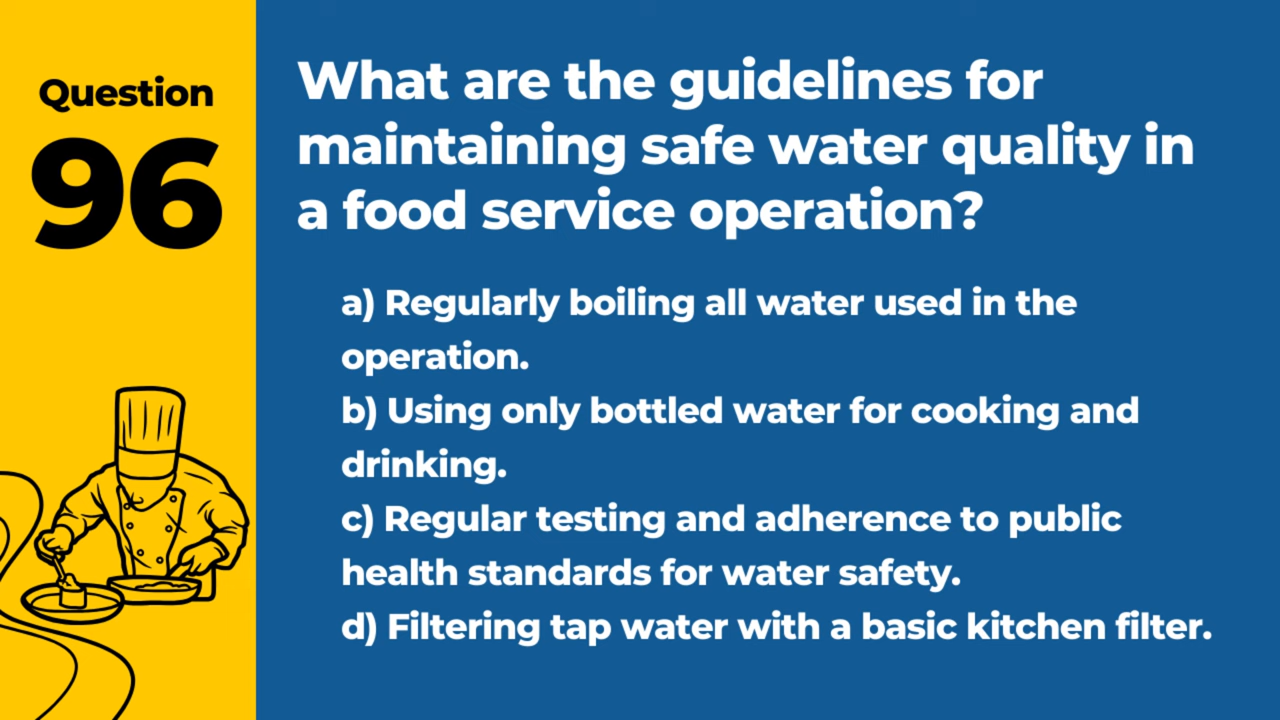 Question
96
What are the guidelines for
maintaining safe water quality in
a food service operation?
a) Regularly boiling all water used in the
operation.
b) Using only bottled water for cooking and
drinking.
c) Regular testing and adherence to public
health standards for water safety.
d) Filtering tap water with a basic kitchen filter.